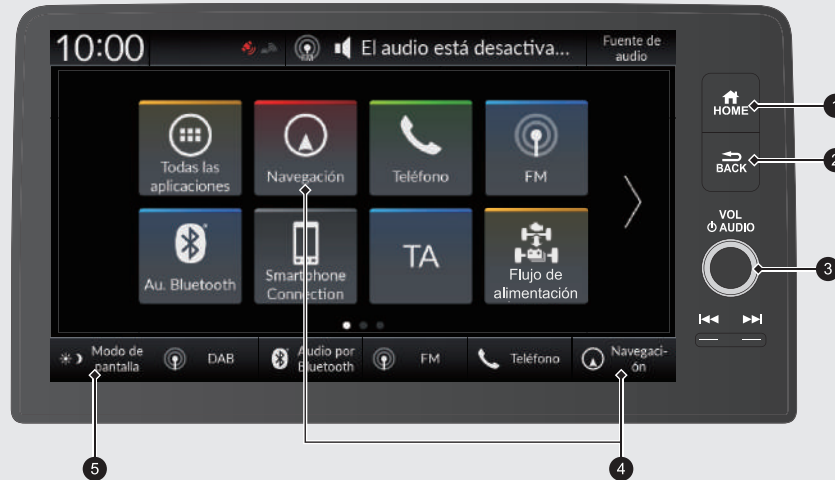 10:00
FM
El audio está desactiva...
Fuente de
audio
HOME
1
BACK
2
VOL
AUDIO
3
Todas las
aplicaciones
Navegación
Teléfono
FM
Au. Bluetooth
Smartphone
Connection
TA
Flujo de
alimentación
Modo de
pantalla
DAB
Audio por
Bluetooth
FM
Teléfono
Navegaci-
ón
5
4